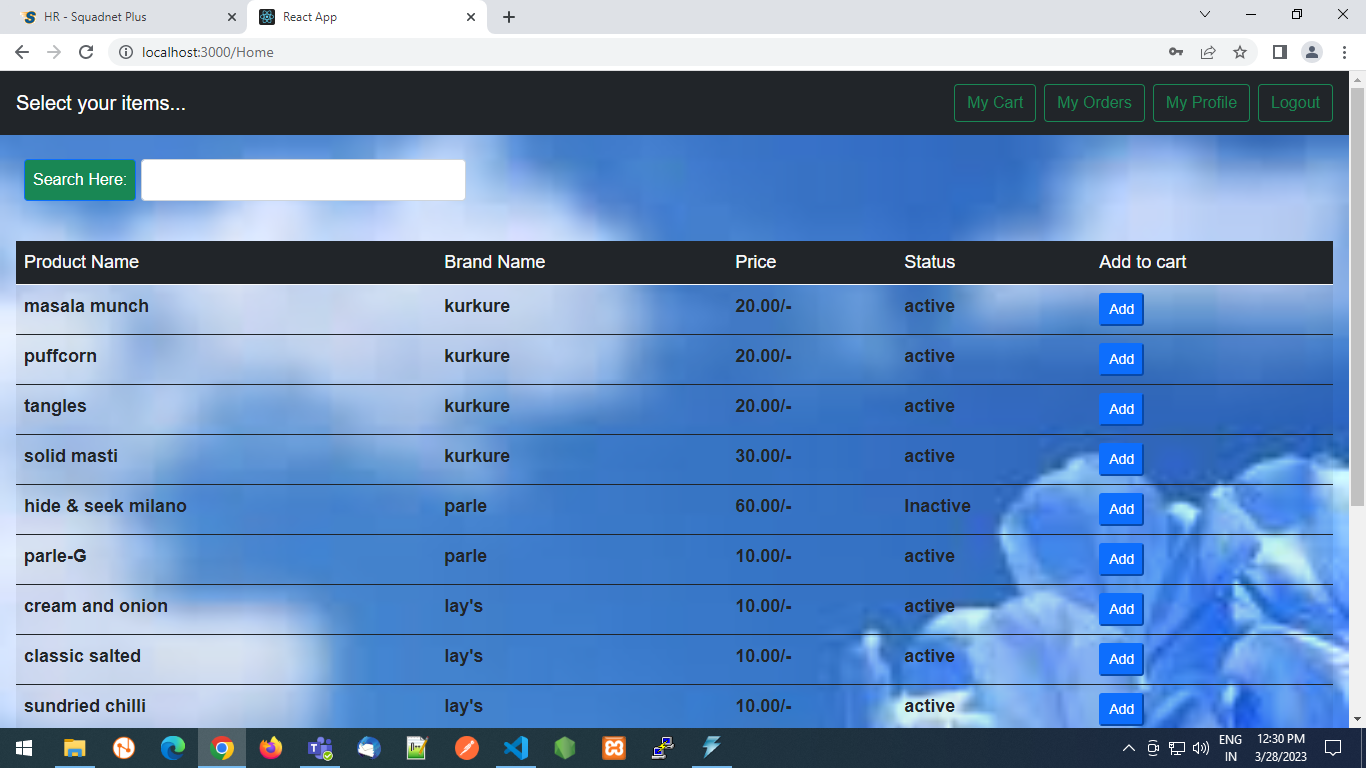 HR - Squadnet Plus
React App
localhost:3000/Home
Select your items...
My Cart My Orders My Profile Logout
Search Here:
Product Name Brand Name Price Status Add to cart
masala munch kurkure 20.00/- active Add
puffcorn kurkure 20.00/- active Add
tangles kurkure 20.00/- active Add
solid masti kurkure 30.00/- active Add
hide & seek milano parle 60.00/- Inactive Add
parle-G parle 10.00/- active Add
cream and onion lay's 10.00/- active Add
classic salted lay's 10.00/- active Add
sundried chilli lay's 10.00/- active Add
ENG 12:30 PM
IN 3/28/2023